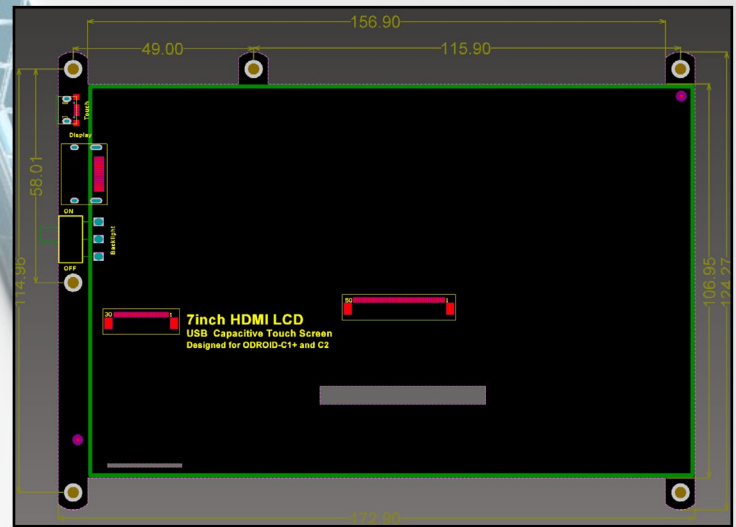 156.90
49.00
115.90
Touch
Display
58.01
ON
Backlight
OFF
114.96
106.95
124.27
30 1
50 1
7inch HDMI LCD
USB Capacitive Touch Screen
Designed for ODROID-C1+ and C2
172.90